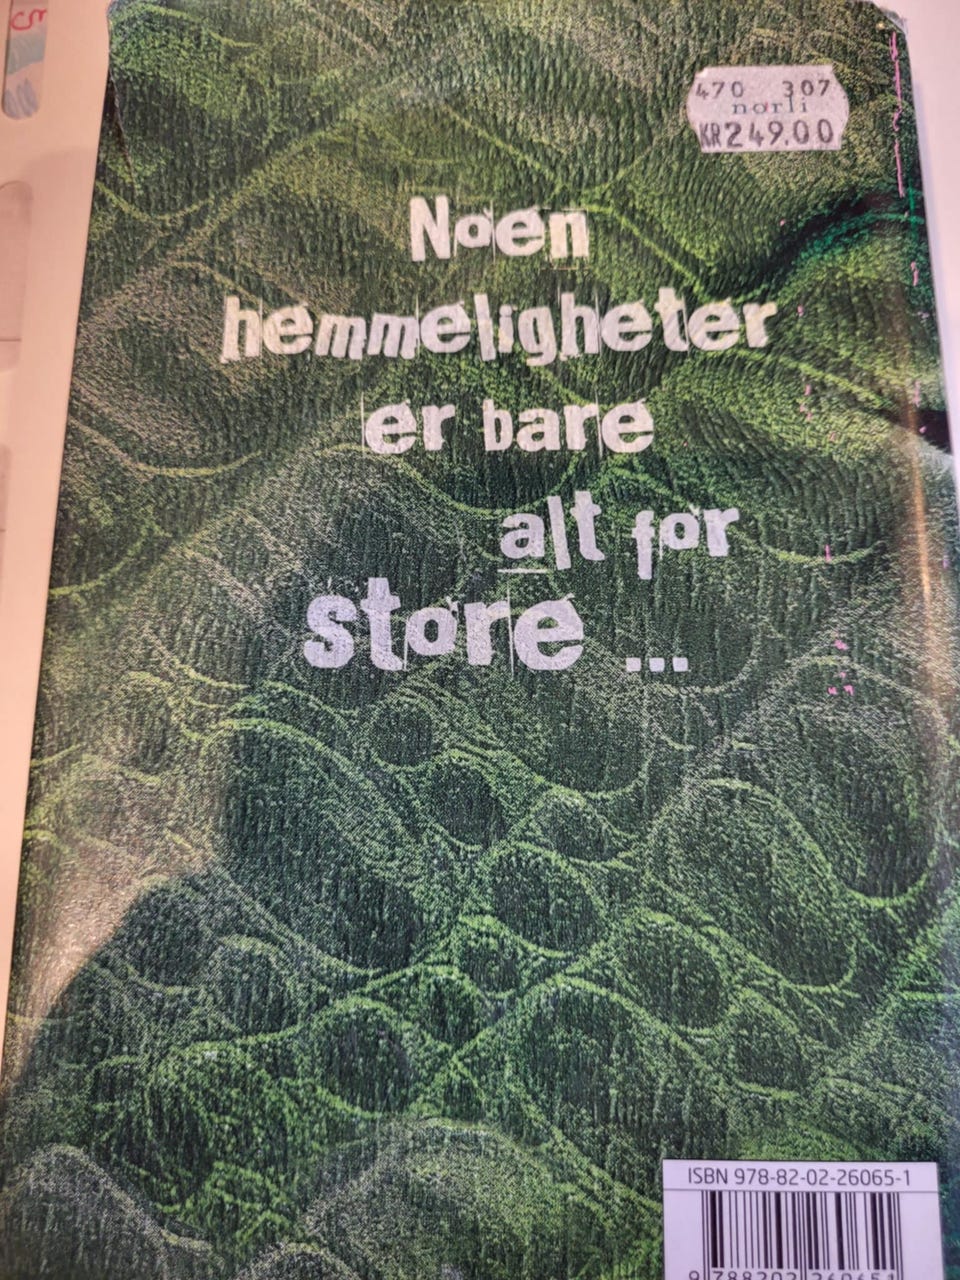 470 307
norli
KR249.00
Noen
hemmeligheter
er bare
alt for
store ...
ISBN 978-82-02-26065-1